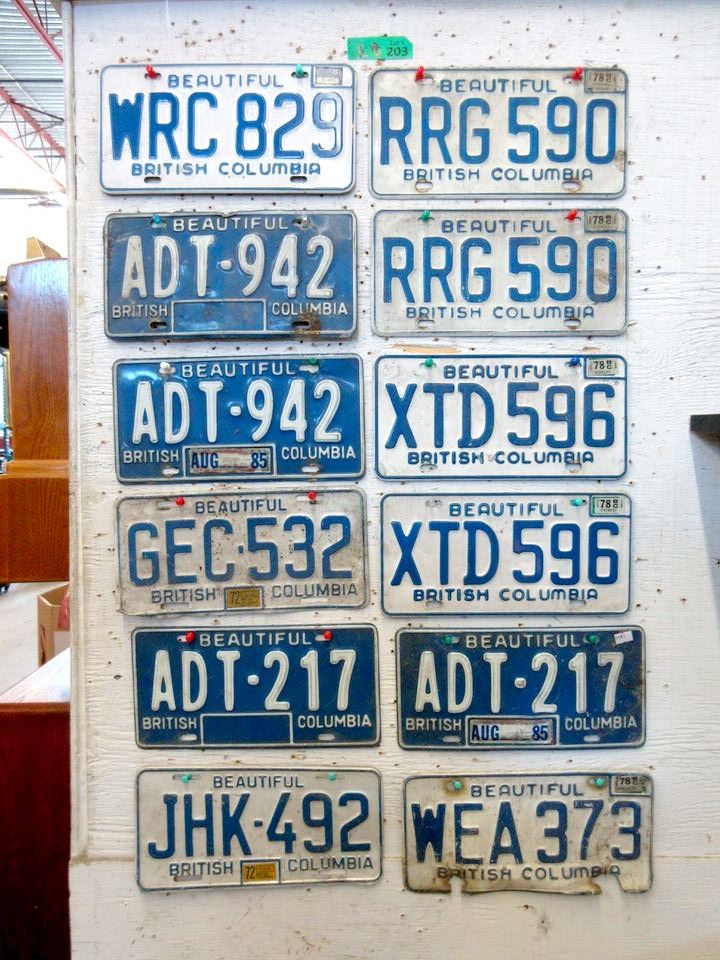 Lot # 203
BEAUTIFUL
WRC 829
BRITISH COLUMBIA
BEAUTIFUL 78
RRG 590
BRITISH COLUMBIA
BEAUTIFUL
ADT·942
BRITISH COLUMBIA
BEAUTIFUL 78
RRG 590
BRITISH COLUMBIA
BEAUTIFUL
ADT·942
BRITISH AUG 85 COLUMBIA
BEAUTIFUL 78
XTD 596
BRITISH COLUMBIA
BEAUTIFUL
GEC·532
BRITISH 72 COLUMBIA
BEAUTIFUL 78
XTD 596
BRITISH COLUMBIA
BEAUTIFUL
ADT·217
BRITISH COLUMBIA
BEAUTIFUL
ADT·217
BRITISH AUG 85 COLUMBIA
BEAUTIFUL
JHK·492
BRITISH 72 COLUMBIA
BEAUTIFUL 78
WEA 373
BRITISH COLUMBIA